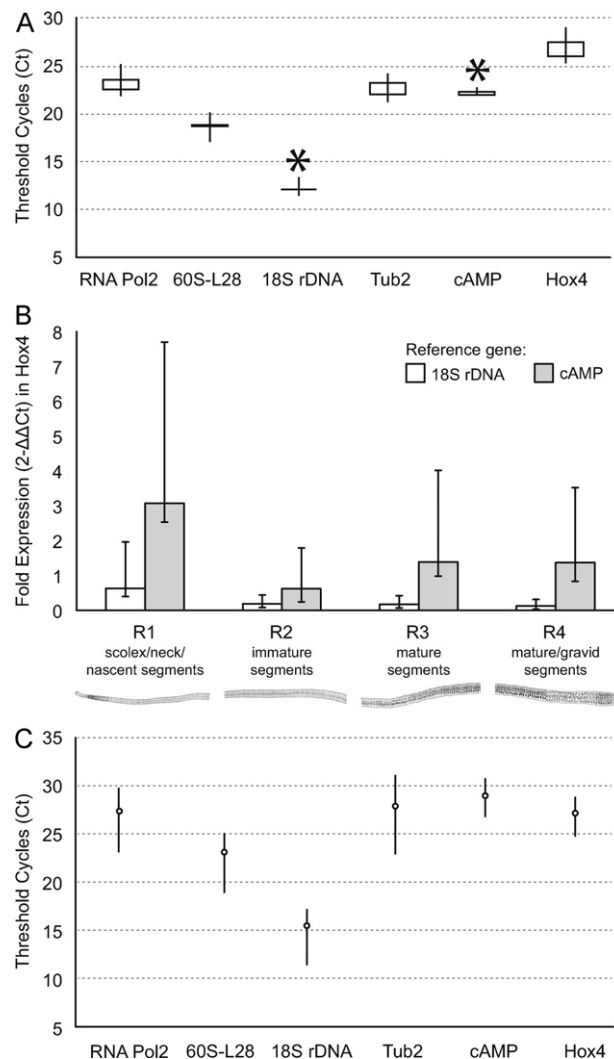 A
Threshold Cycles (Ct)
30
25
20
15
10
5
*
*
RNA Pol2 60S-L28 18S rDNA Tub2 cAMP Hox4
B
Fold Expression (2-ΔΔCt) in Hox4
8
7
6
5
4
3
2
1
0
Reference gene:
18S rDNA cAMP
R1 R2 R3 R4
scolex/neck/ immature mature mature/gravid
nascent segments segments segments segments
C
Threshold Cycles (Ct)
35
30
25
20
15
10
5
RNA Pol2 60S-L28 18S rDNA Tub2 cAMP Hox4